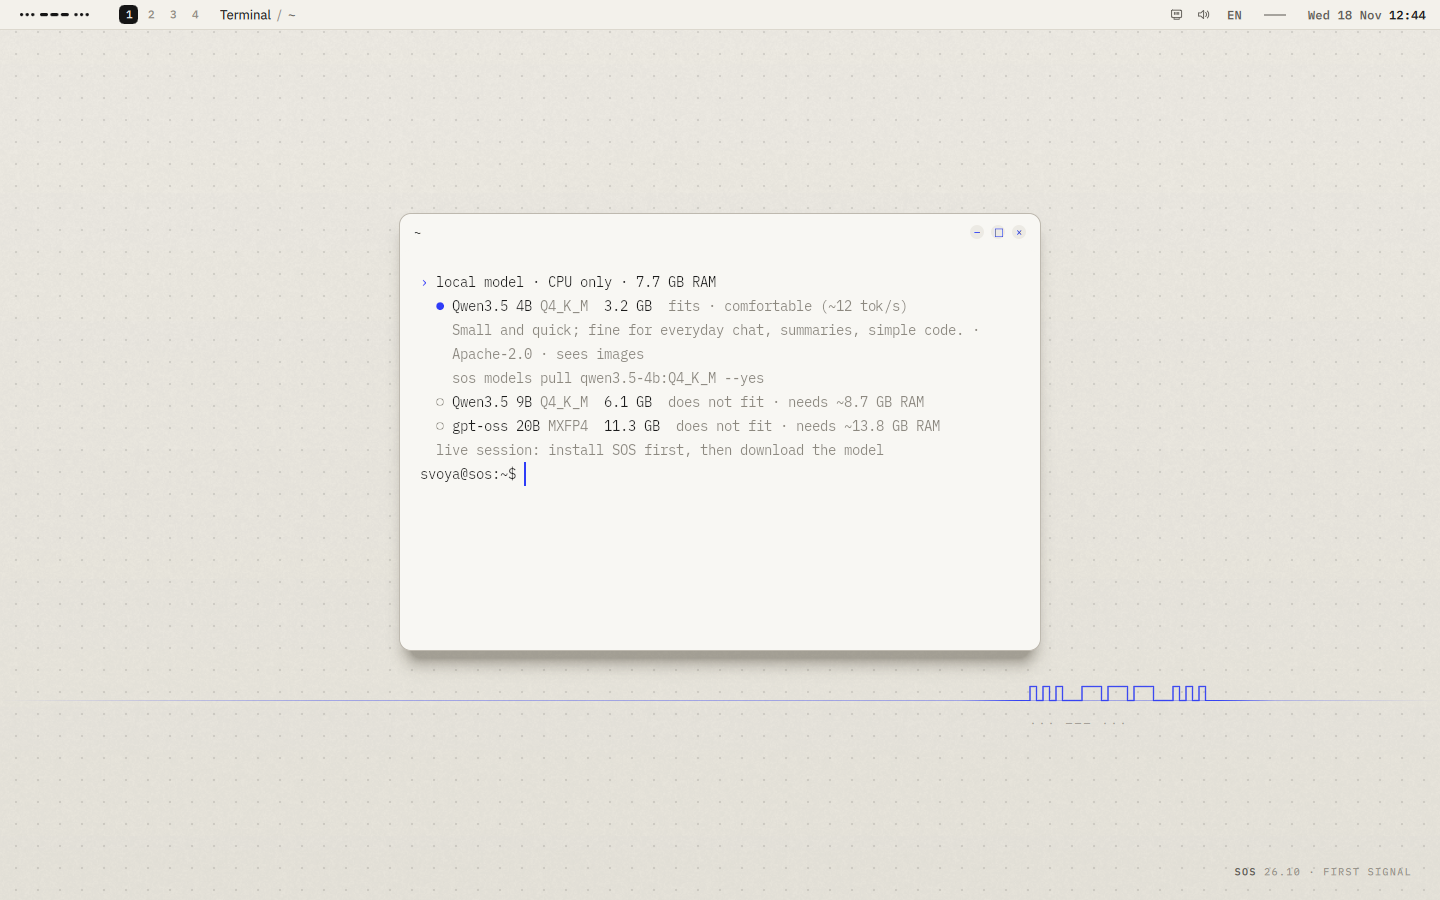 1 2 3 4 Terminal / ~ EN Wed 18 Nov 12:44
~
› local model · CPU only · 7.7 GB RAM
● Qwen3.5 4B Q4_K_M 3.2 GB fits · comfortable (~12 tok/s)
Small and quick; fine for everyday chat, summaries, simple code. ·
Apache-2.0 · sees images
sos models pull qwen3.5-4b:Q4_K_M --yes
○ Qwen3.5 9B Q4_K_M 6.1 GB does not fit · needs ~8.7 GB RAM
○ gpt-oss 20B MXFP4 11.3 GB does not fit · needs ~13.8 GB RAM
live session: install SOS first, then download the model
svoya@sos:~$
··· −−− ···
SOS 26.10 · FIRST SIGNAL